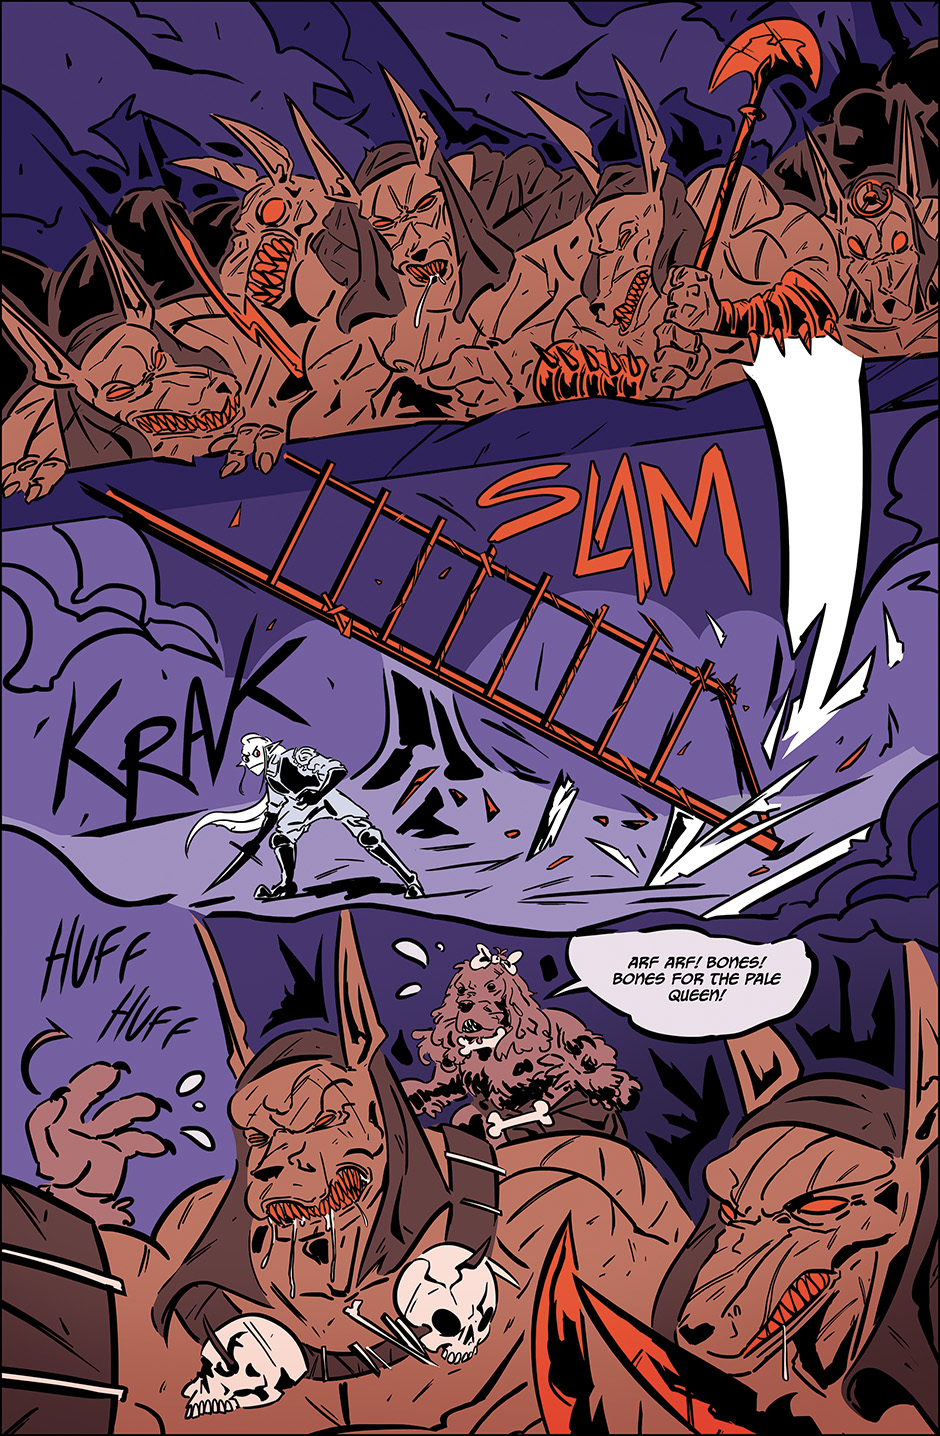 SLAM
KRAK
HUFF
HUFF
ARF ARF! BONES!
BONES FOR THE PALE
QUEEN!